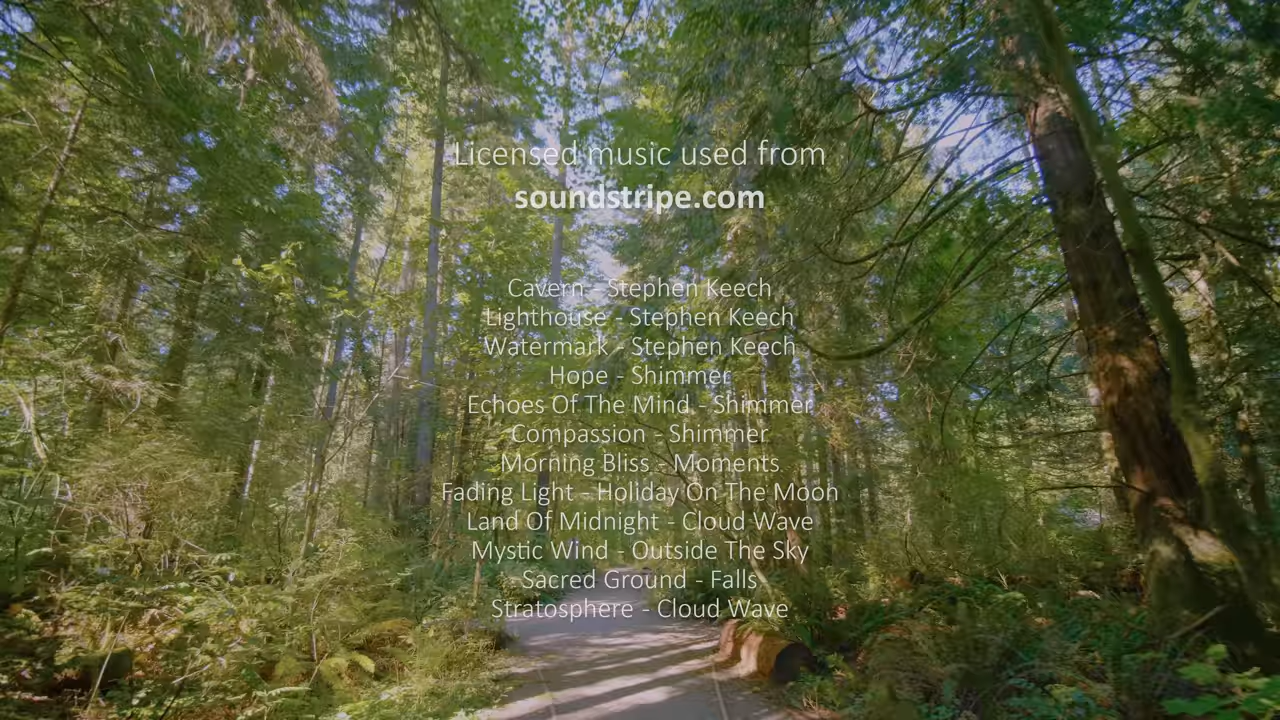 Licensed music used from
soundstripe.com
Cavern - Stephen Keech
Lighthouse - Stephen Keech
Watermark - Stephen Keech
Hope - Shimmer
Echoes Of The Mind - Shimmer
Compassion - Shimmer
Morning Bliss - Moments
Fading Light - Holiday On The Moon
Land Of Midnight - Cloud Wave
Mystic Wind - Outside The Sky
Sacred Ground - Falls
Stratosphere - Cloud Wave